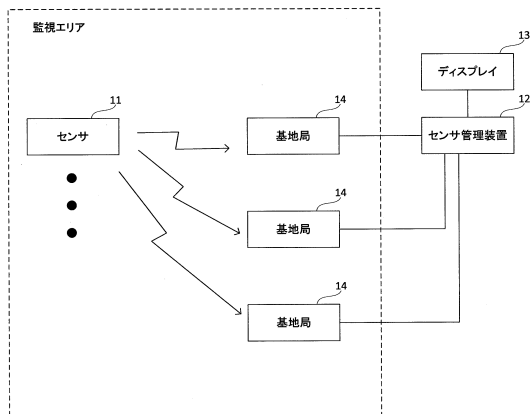 監視エリア
13
ディスプレイ
11
14
12
センサ
基地局
センサ管理装置
14
基地局
14
基地局